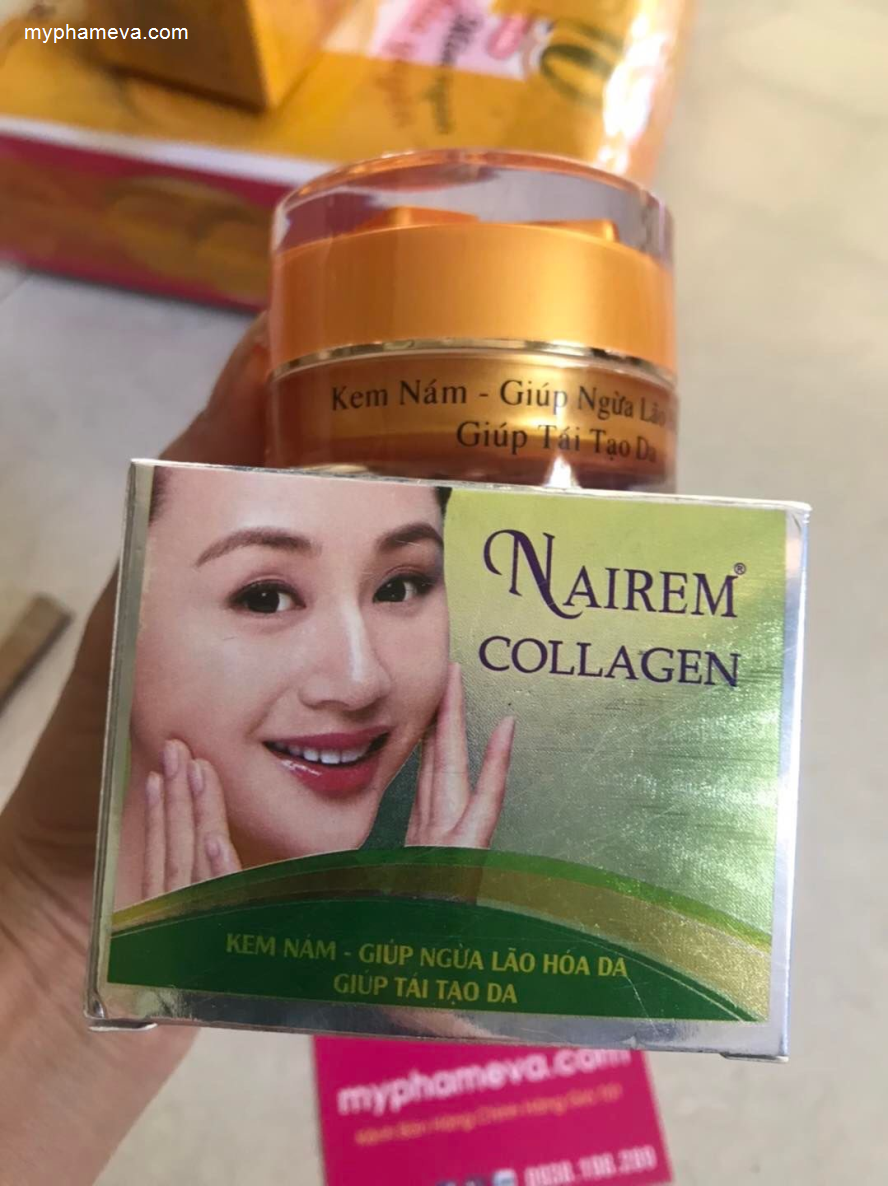 myphameva.com
Kem Nám - Giúp Ngừa Lão
Giúp Tái Tạo Da
NAIREM®
COLLAGEN
KEM NÁM - GIÚP NGỪA LÃO HÓA DA
GIÚP TÁI TẠO DA
myphameva.com